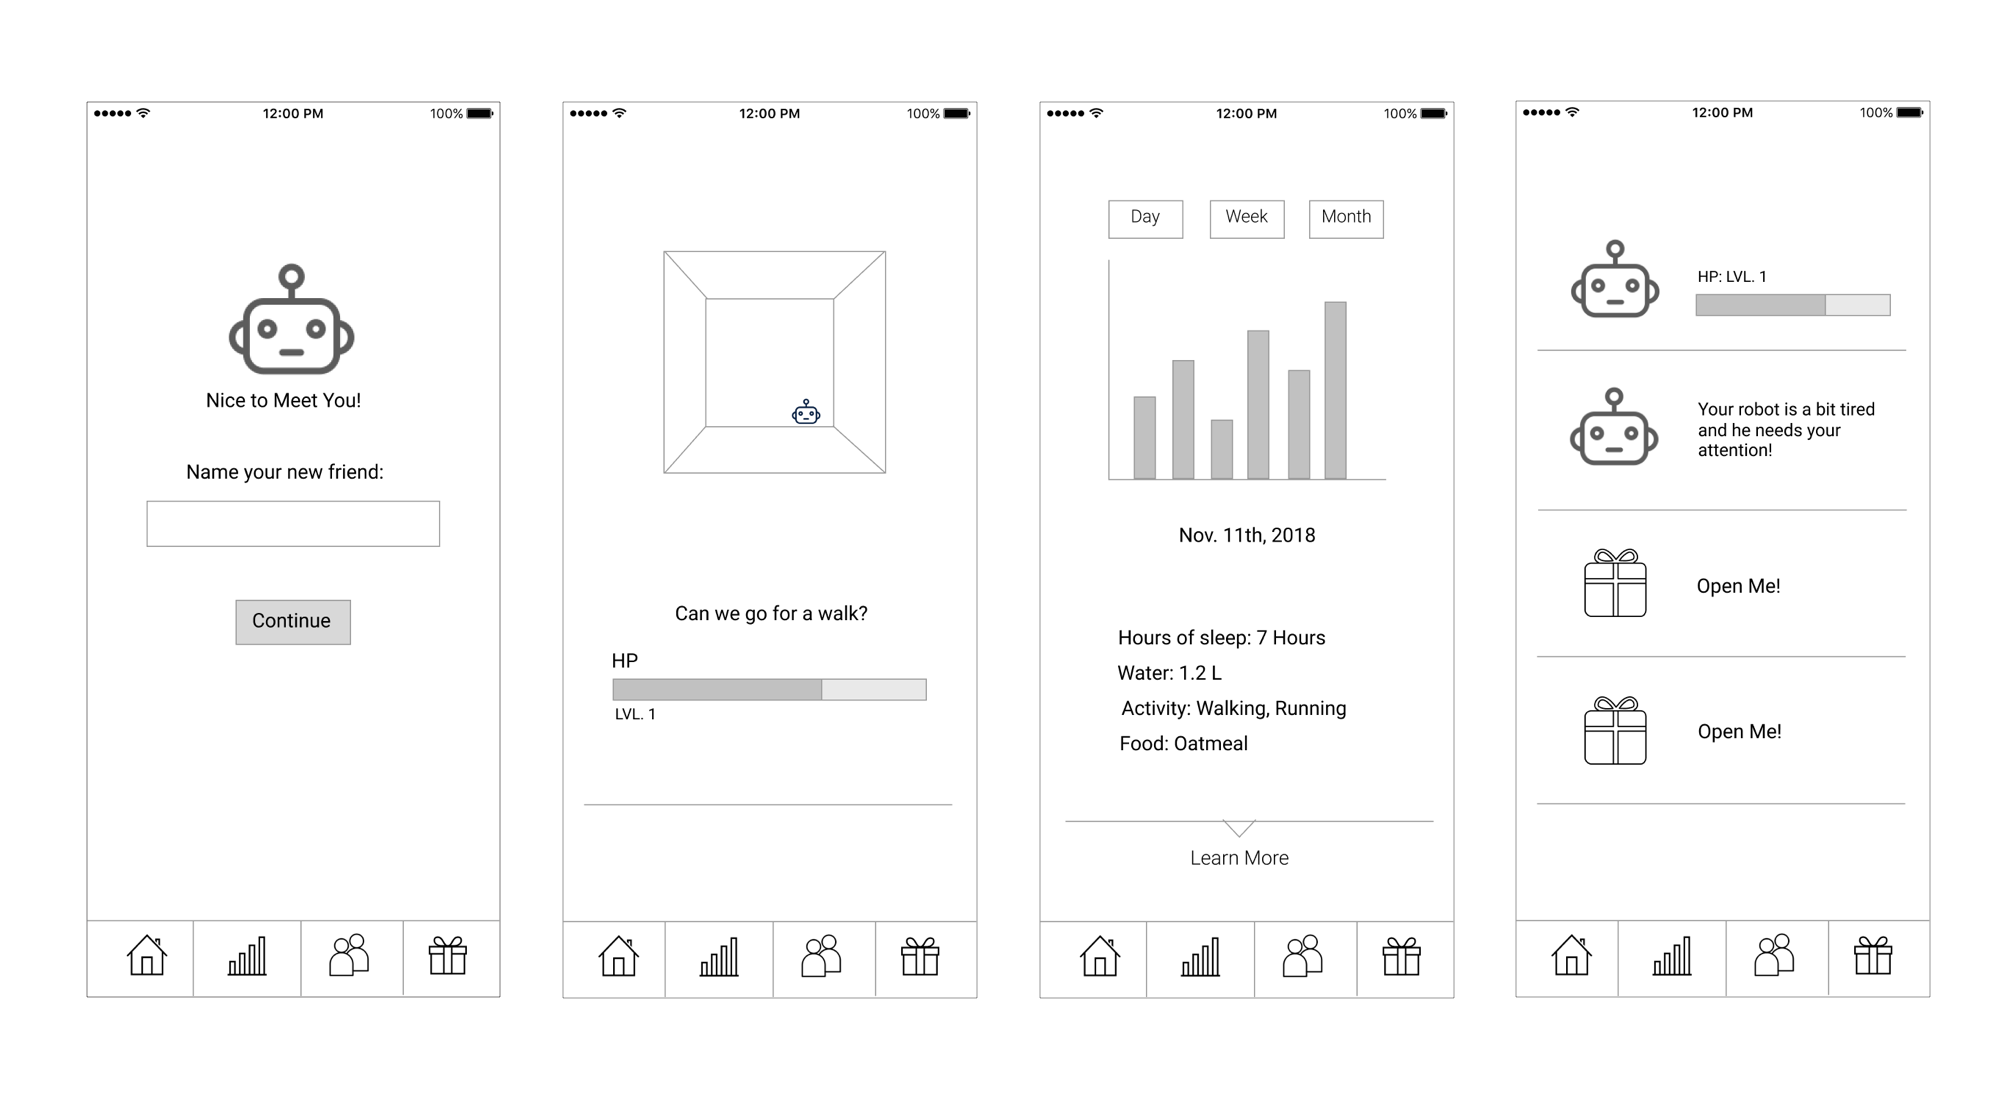 12:00 PM
100%
Nice to Meet You!
Name your new friend:
Continue
12:00 PM
100%
Can we go for a walk?
HP
LVL. 1
12:00 PM
100%
Day
Week
Month
Nov. 11th, 2018
Hours of sleep: 7 Hours
Water: 1.2 L
Activity: Walking, Running
Food: Oatmeal
Learn More
12:00 PM
100%
HP: LVL. 1
Your robot is a bit tired
and he needs your
attention!
Open Me!
Open Me!